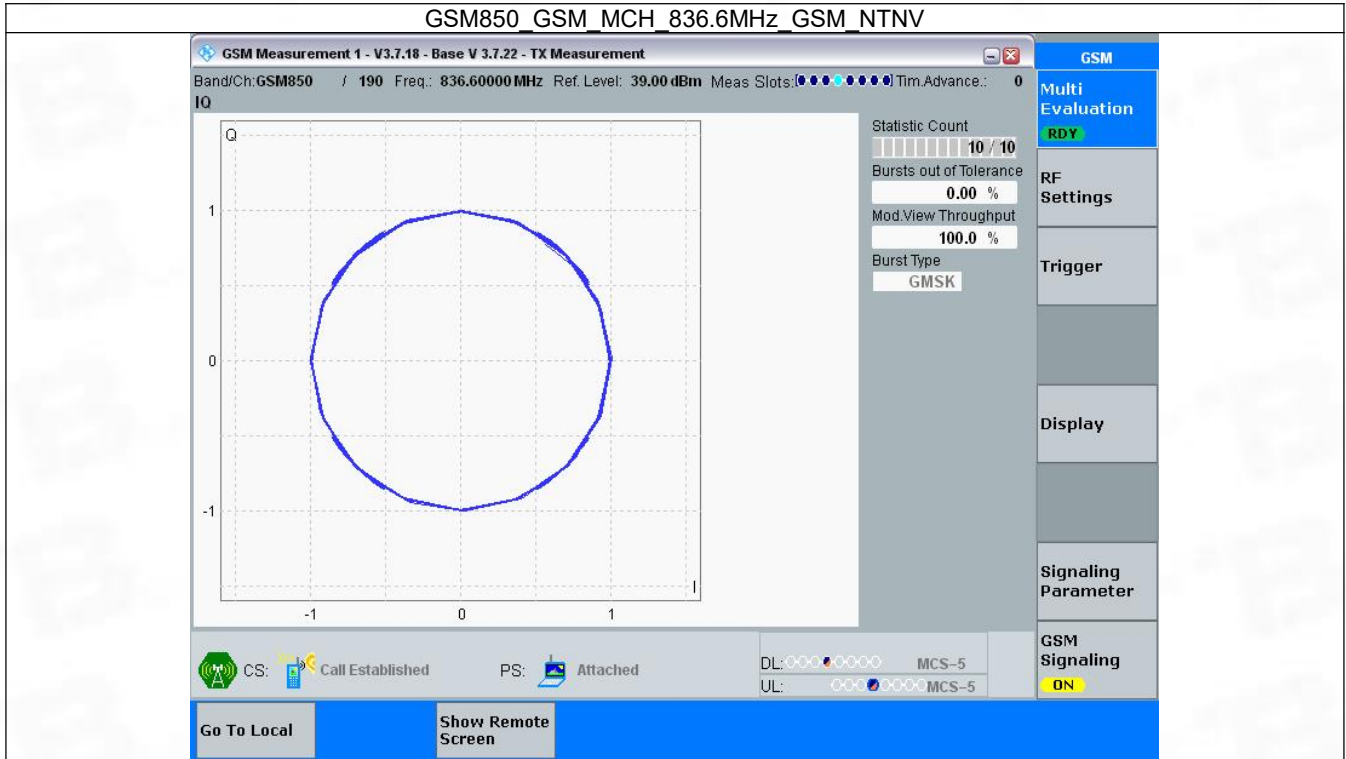 GSM850_GSM_MCH_836.6MHz_GSM_NTNV
GSM Measurement 1 - V3.7.18 - Base V 3.7.22 - TX Measurement
GSM
Band/Ch:GSM850 / 190 Freq.: 836.60000 MHz Ref. Level: 39.00 dBm Meas Slots: Tim.Advance.: 0
IQ
Multi
Evaluation
RDY
Q
Statistic Count
10 / 10
Bursts out of Tolerance
0.00 %
Mod.View Throughput
100.0 %
Burst Type
GMSK
RF
Settings
Trigger
Display
Signaling
Parameter
GSM
Signaling
ON
1
0
-1
I
-1 0 1
CS: Call Established PS: Attached
DL: MCS-5
UL: MCS-5
Go To Local
Show Remote
Screen